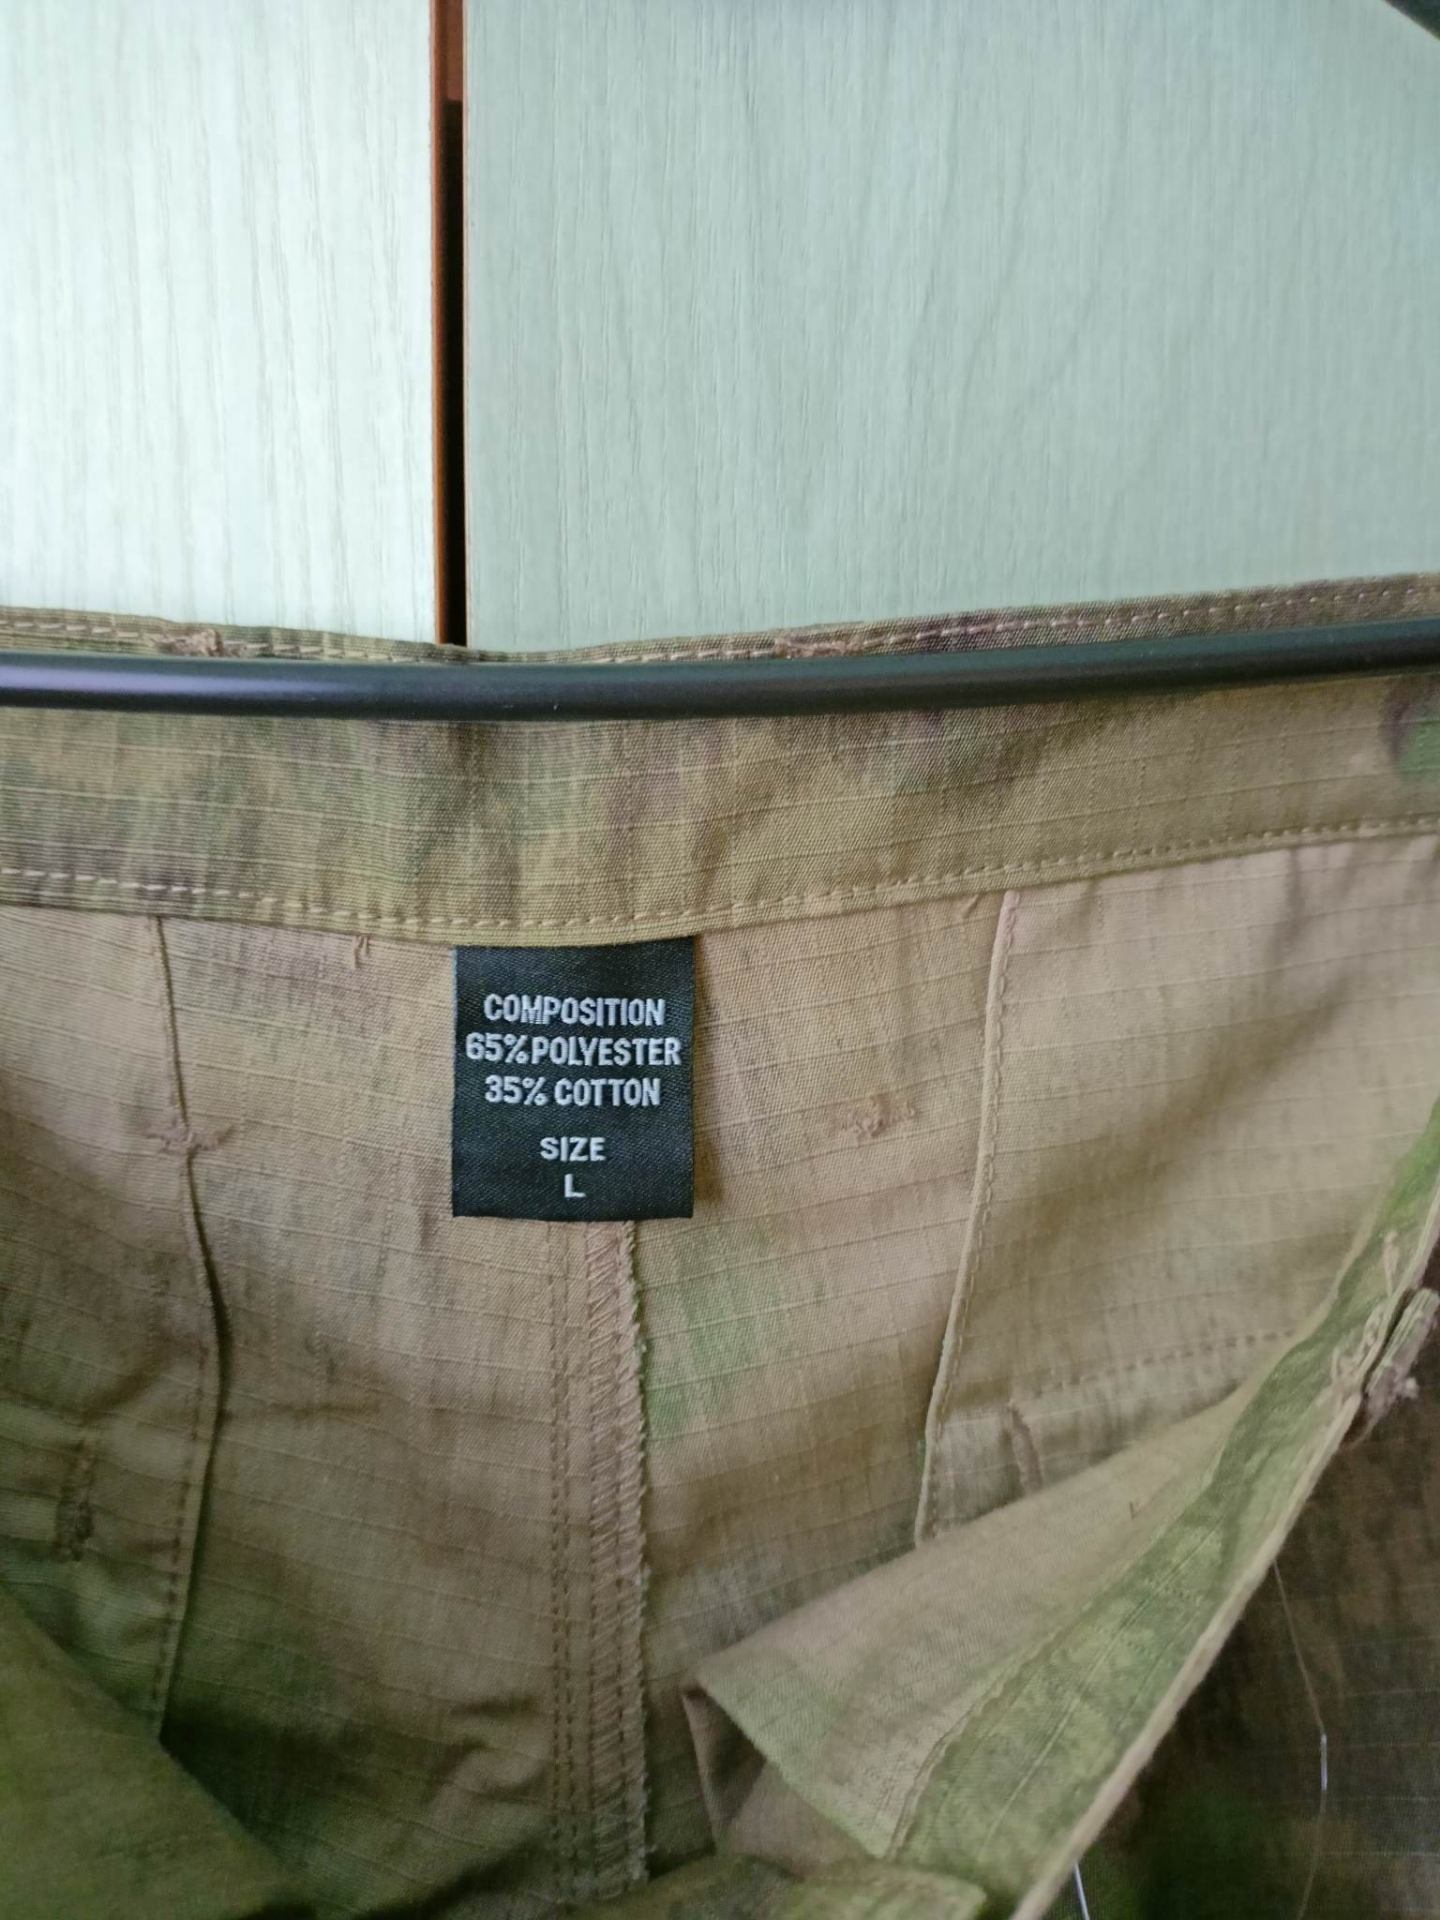 COMPOSITION
65% POLYESTER
35% COTTON
SIZE
L